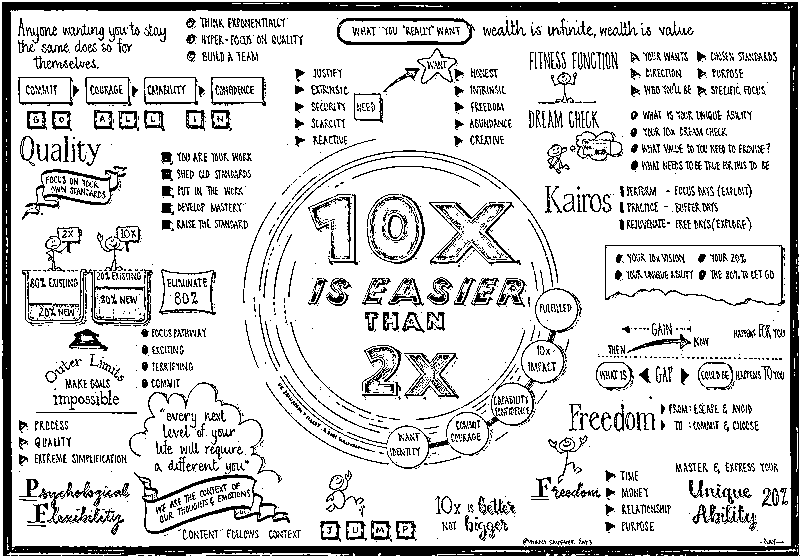 Anyone wanting you to stay
the same does so for
themselves.
THINK EXPONENTIALLY
HYPER-FOCUS ON QUALITY
BUILD A TEAM
WHAT "YOU "REALLY" WANT
wealth is infinite, wealth is value
COMMIT
COURAGE
CAPABILITY
CONFIDENCE
GO ALL IN
JUSTIFY
EXTRINSIC
SECURITY
SCARCITY
REACTIVE
NEED
WANT
HONEST
INTRINSIC
FREEDOM
ABUNDANCE
CREATIVE
FITNESS FUNCTION
YOUR WANTS
DIRECTION
WHO YOU'LL BE
CHOSEN STANDARDS
PURPOSE
SPECIFIC FOCUS
DREAM CHECK
WHAT IS YOUR UNIQUE ABILITY
YOUR 10X DREAM CHECK
WHAT VALUE DO YOU NEED TO PROVIDE?
WHAT NEEDS TO BE TRUE FOR THIS TO BE
Quality
FOCUS ON YOUR
OWN STANDARDS
YOU ARE YOUR WORK
SHED OLD STANDARDS
PUT IN THE WORK
DEVELOP MASTERY
RAISE THE STANDARD
Kairos
PERFORM - FOCUS DAYS (EXPLOIT)
PRACTICE - BUFFER DAYS
REJUVENATE - FREE DAYS (EXPLORE)
10X
IS EASIER
THAN
2X
2X
10X
80% EXISTING
20% NEW
20% EXISTING
80% NEW
ELIMINATE
80%
YOUR 10X VISION
YOUR UNIQUE ABILITY
YOUR 20%
THE 80% TO LET GO
FULFILLED
10X
IMPACT
CAPABILITY
CONFIDENCE
COMMIT
COURAGE
WANT
IDENTITY
GAIN
THEN
NOW
HAPPENS FOR YOU
WHAT IS
GAP
COULD BE
HAPPENS TO YOU
Outer Limits
MAKE GOALS
impossible
FOCUS PATHWAY
EXCITING
TERRIFYING
COMMIT
Freedom
FROM: ESCAPE & AVOID
TO: COMMIT & CHOOSE
PROCESS
QUALITY
EXTREME SIMPLIFICATION
Psychological
Flexibility
"every next
level of your
life will require
a different you"
WE ARE THE CONTEXT OF
OUR THOUGHTS & EMOTIONS
"CONTENT" FOLLOWS CONTEXT
JUMP
10x is better
NOT bigger
Freedom
TIME
MONEY
RELATIONSHIP
PURPOSE
MASTER & EXPRESS YOUR
Unique
Ability
20%